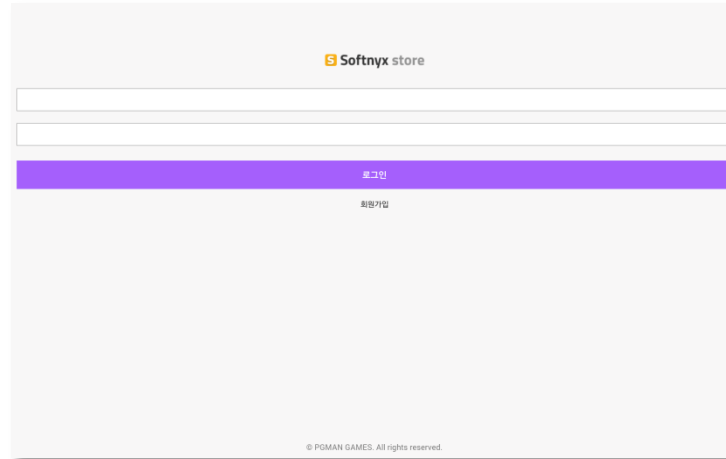 S Softnyx store
로그인
회원가입
© PGMAN GAMES. All rights reserved.